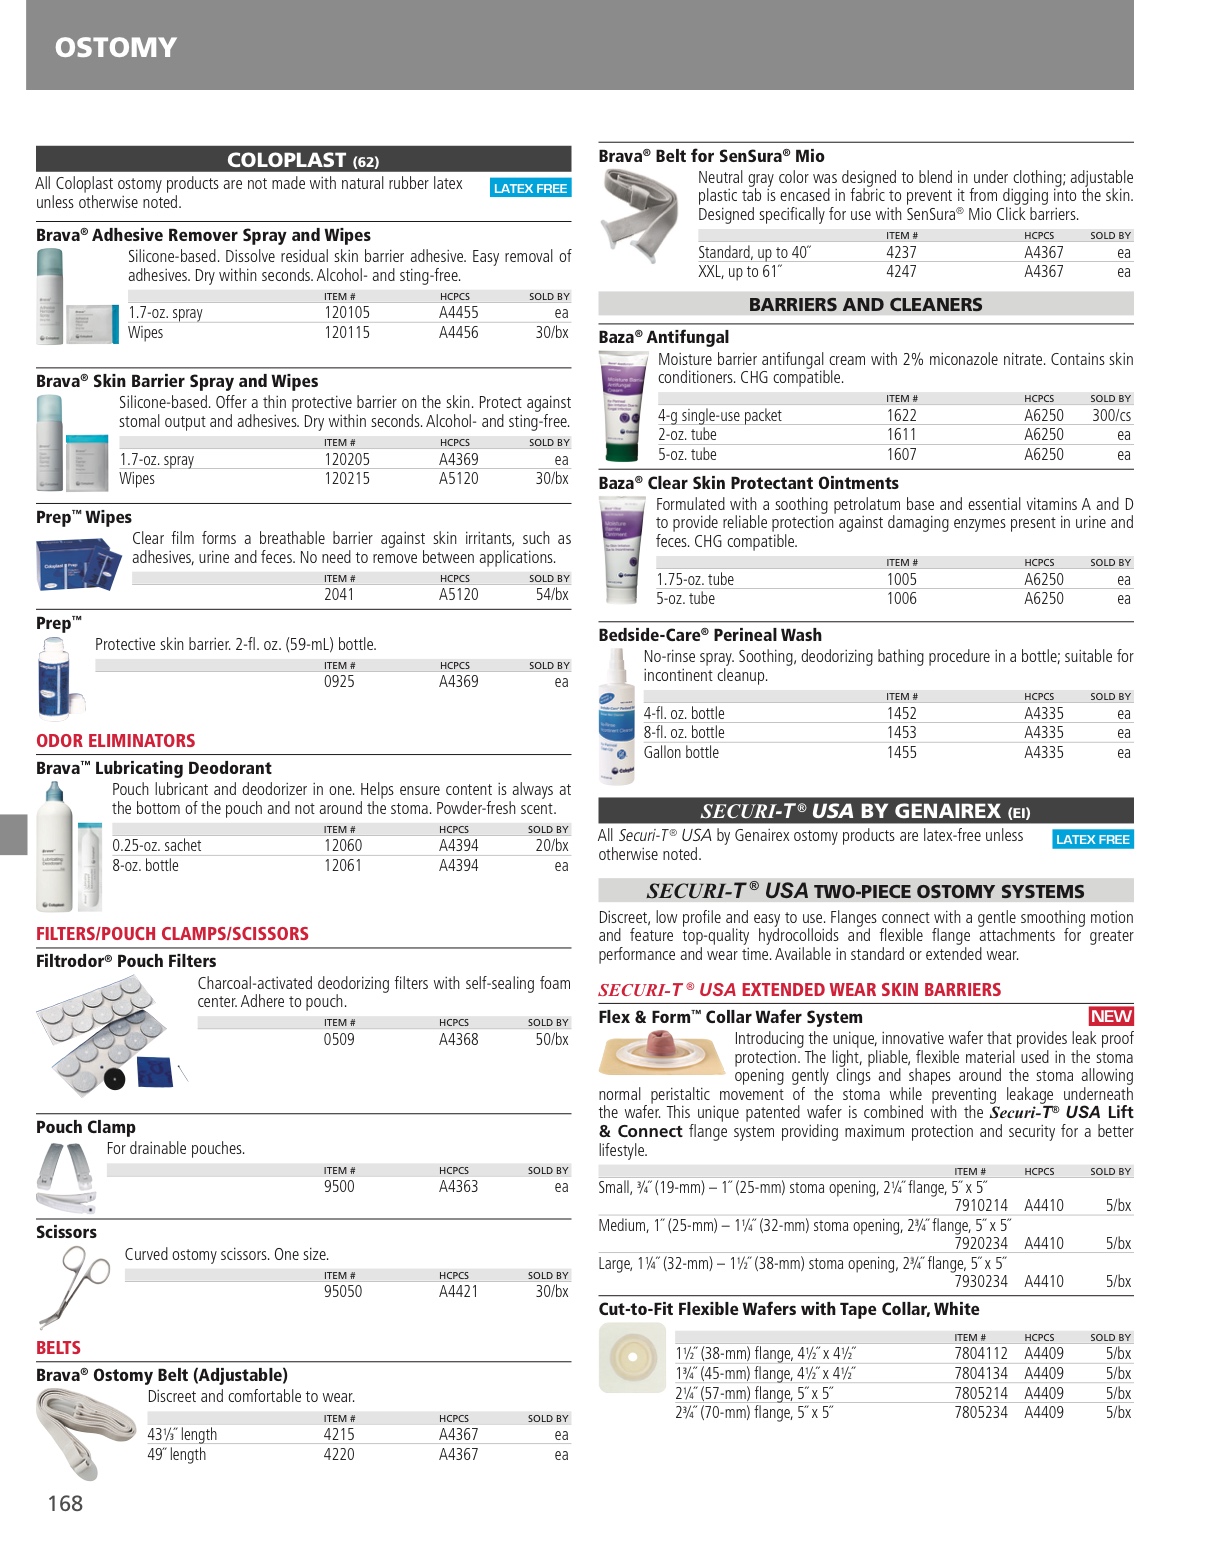 OSTOMY
COLOPLAST (62)
All Coloplast ostomy products are not made with natural rubber latex
unless otherwise noted.
LATEX FREE
Brava® Adhesive Remover Spray and Wipes
Silicone-based. Dissolve residual skin barrier adhesive. Easy removal of
adhesives. Dry within seconds. Alcohol- and sting-free.
ITEM # HCPCS SOLD BY
1.7-oz. spray 120105 A4455 ea
Wipes 120115 A4456 30/bx
Brava® Skin Barrier Spray and Wipes
Silicone-based. Offer a thin protective barrier on the skin. Protect against
stomal output and adhesives. Dry within seconds. Alcohol- and sting-free.
ITEM # HCPCS SOLD BY
1.7-oz. spray 120205 A4369 ea
Wipes 120215 A5120 30/bx
Prep™ Wipes
Clear film forms a breathable barrier against skin irritants, such as
adhesives, urine and feces. No need to remove between applications.
ITEM # HCPCS SOLD BY
2041 A5120 54/bx
Prep™
Protective skin barrier. 2-fl. oz. (59-mL) bottle.
ITEM # HCPCS SOLD BY
0925 A4369 ea
ODOR ELIMINATORS
Brava™ Lubricating Deodorant
Pouch lubricant and deodorizer in one. Helps ensure content is always at
the bottom of the pouch and not around the stoma. Powder-fresh scent.
ITEM # HCPCS SOLD BY
0.25-oz. sachet 12060 A4394 20/bx
8-oz. bottle 12061 A4394 ea
FILTERS/POUCH CLAMPS/SCISSORS
Filtrodor® Pouch Filters
Charcoal-activated deodorizing filters with self-sealing foam
center. Adhere to pouch.
ITEM # HCPCS SOLD BY
0509 A4368 50/bx
Pouch Clamp
For drainable pouches.
ITEM # HCPCS SOLD BY
9500 A4363 ea
Scissors
Curved ostomy scissors. One size.
ITEM # HCPCS SOLD BY
95050 A4421 30/bx
BELTS
Brava® Ostomy Belt (Adjustable)
Discreet and comfortable to wear.
ITEM # HCPCS SOLD BY
43⅓˝ length 4215 A4367 ea
49˝ length 4220 A4367 ea
168
Brava® Belt for SenSura® Mio
Neutral gray color was designed to blend in under clothing; adjustable
plastic tab is encased in fabric to prevent it from digging into the skin.
Designed specifically for use with SenSura® Mio Click barriers.
ITEM # HCPCS SOLD BY
Standard, up to 40˝ 4237 A4367 ea
XXL, up to 61˝ 4247 A4367 ea
BARRIERS AND CLEANERS
Baza® Antifungal
Moisture barrier antifungal cream with 2% miconazole nitrate. Contains skin
conditioners. CHG compatible.
ITEM # HCPCS SOLD BY
4-g single-use packet 1622 A6250 300/cs
2-oz. tube 1611 A6250 ea
5-oz. tube 1607 A6250 ea
Baza® Clear Skin Protectant Ointments
Formulated with a soothing petrolatum base and essential vitamins A and D
to provide reliable protection against damaging enzymes present in urine and
feces. CHG compatible.
ITEM # HCPCS SOLD BY
1.75-oz. tube 1005 A6250 ea
5-oz. tube 1006 A6250 ea
Bedside-Care® Perineal Wash
No-rinse spray. Soothing, deodorizing bathing procedure in a bottle; suitable for
incontinent cleanup.
ITEM # HCPCS SOLD BY
4-fl. oz. bottle 1452 A4335 ea
8-fl. oz. bottle 1453 A4335 ea
Gallon bottle 1455 A4335 ea
SECURI-T® USA BY GENAIREX (EI)
All Securi-T® USA by Genairex ostomy products are latex-free unless
otherwise noted.
LATEX FREE
SECURI-T® USA TWO-PIECE OSTOMY SYSTEMS
Discreet, low profile and easy to use. Flanges connect with a gentle smoothing motion
and feature top-quality hydrocolloids and flexible flange attachments for greater
performance and wear time. Available in standard or extended wear.
SECURI-T® USA EXTENDED WEAR SKIN BARRIERS
Flex & Form™ Collar Wafer System
NEW
Introducing the unique, innovative wafer that provides leak proof
protection. The light, pliable, flexible material used in the stoma
opening gently clings and shapes around the stoma allowing
normal peristaltic movement of the stoma while preventing leakage underneath
the wafer. This unique patented wafer is combined with the Securi-T® USA Lift
& Connect flange system providing maximum protection and security for a better
lifestyle.
ITEM # HCPCS SOLD BY
Small, ¾˝ (19-mm) – 1˝ (25-mm) stoma opening, 2¼˝ flange, 5˝ x 5˝
7910214 A4410 5/bx
Medium, 1˝ (25-mm) – 1¼˝ (32-mm) stoma opening, 2¾˝ flange, 5˝ x 5˝
7920234 A4410 5/bx
Large, 1¼˝ (32-mm) – 1½˝ (38-mm) stoma opening, 2¾˝ flange, 5˝ x 5˝
7930234 A4410 5/bx
Cut-to-Fit Flexible Wafers with Tape Collar, White
ITEM # HCPCS SOLD BY
1½˝ (38-mm) flange, 4½˝ x 4½˝ 7804112 A4409 5/bx
1¾˝ (45-mm) flange, 4½˝ x 4½˝ 7804134 A4409 5/bx
2¼˝ (57-mm) flange, 5˝ x 5˝ 7805214 A4409 5/bx
2¾˝ (70-mm) flange, 5˝ x 5˝ 7805234 A4409 5/bx